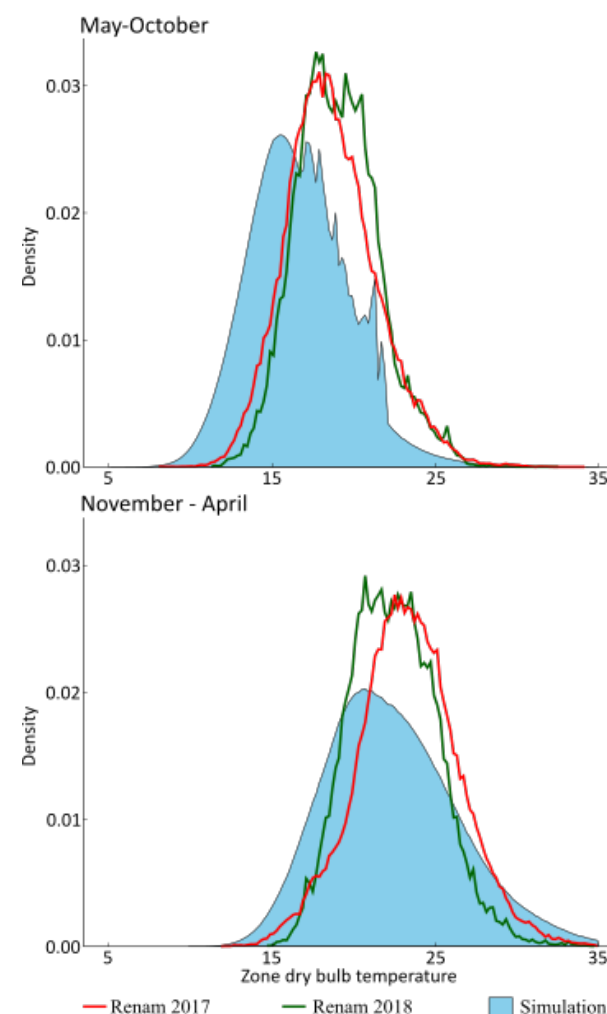 May-October
0.03
0.02
Density
0.01
0.00
5 15 25 35
November - April
0.03
0.02
Density
0.01
0.00
5 15 25 35
Zone dry bulb temperature
Renam 2017 Renam 2018 Simulation